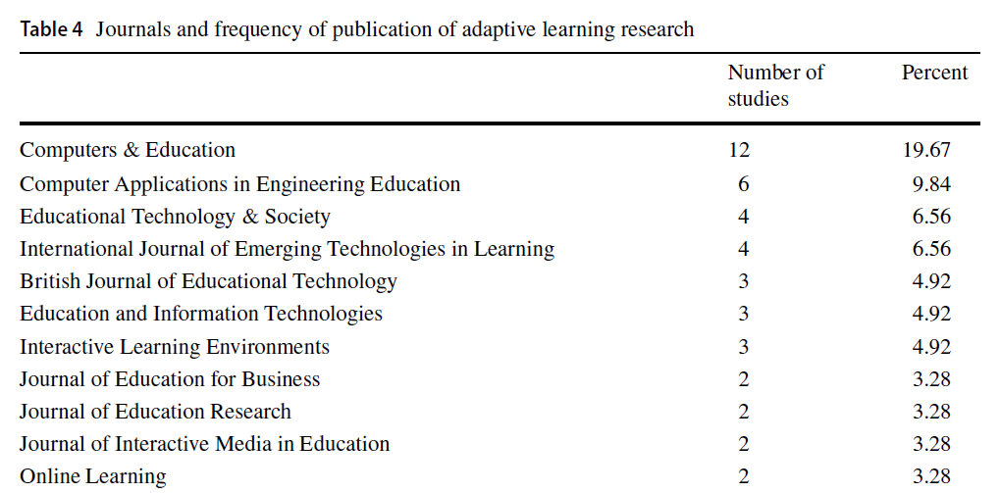 Table 4 Journals and frequency of publication of adaptive learning research
Number of studies Percent
Computers & Education 12 19.67
Computer Applications in Engineering Education 6 9.84
Educational Technology & Society 4 6.56
International Journal of Emerging Technologies in Learning 4 6.56
British Journal of Educational Technology 3 4.92
Education and Information Technologies 3 4.92
Interactive Learning Environments 3 4.92
Journal of Education for Business 2 3.28
Journal of Education Research 2 3.28
Journal of Interactive Media in Education 2 3.28
Online Learning 2 3.28